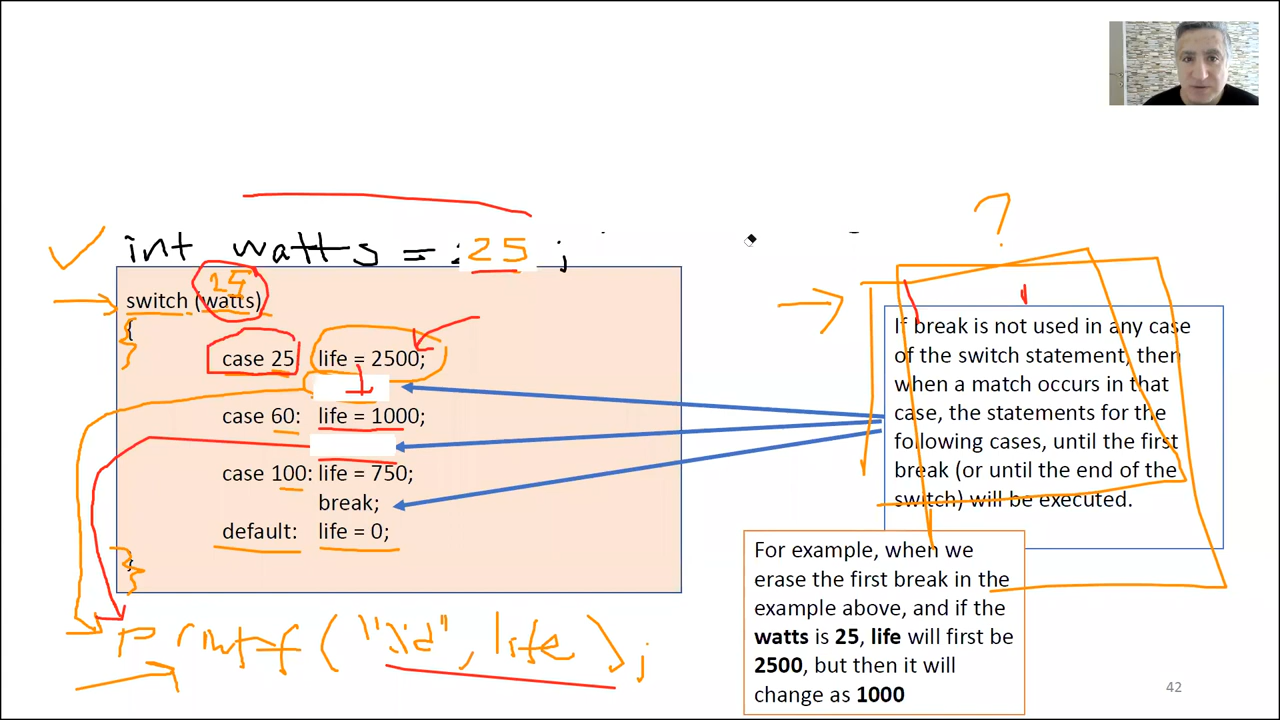 ?
int watts = 25 ;
25
switch (watts)
{
case 25 life = 2500;
case 60: life = 1000;
case 100: life = 750;
break;
default: life = 0;
}
printf ( "%d" , life ) ;
If break is not used in any case
of the switch statement, then
when a match occurs in that
case, the statements for the
following cases, until the first
break (or until the end of the
switch) will be executed.
For example, when we
erase the first break in the
example above, and if the
watts is 25, life will first be
2500, but then it will
change as 1000
42